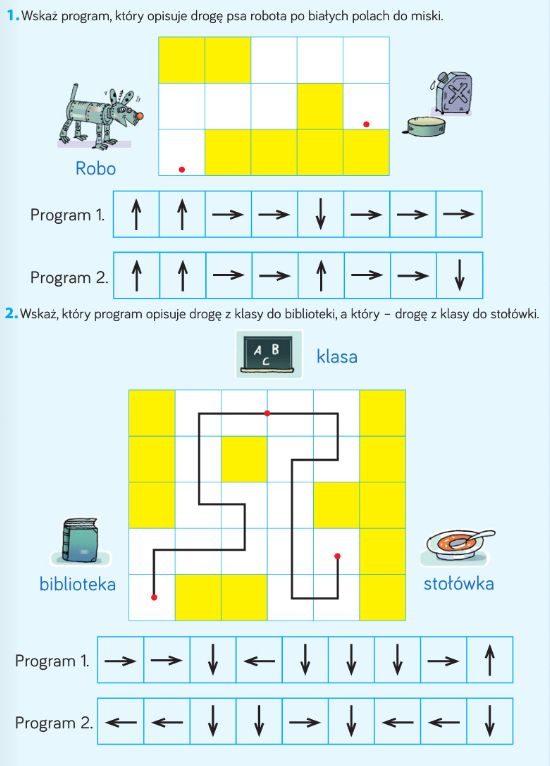 1. Wskaż program, który opisuje drogę psa robota po białych polach do miski.
Robo
Program 1. ↑ ↑ → → ↓ → → →
Program 2. ↑ ↑ → → ↑ → → ↓
2. Wskaż, który program opisuje drogę z klasy do biblioteki, a który – drogę z klasy do stołówki.
A B
C
klasa
biblioteka
stołówka
Program 1. → → ↓ ← ↓ ↓ ↓ → ↑
Program 2. ← ← ↓ ↓ → ↓ ← ← ↓